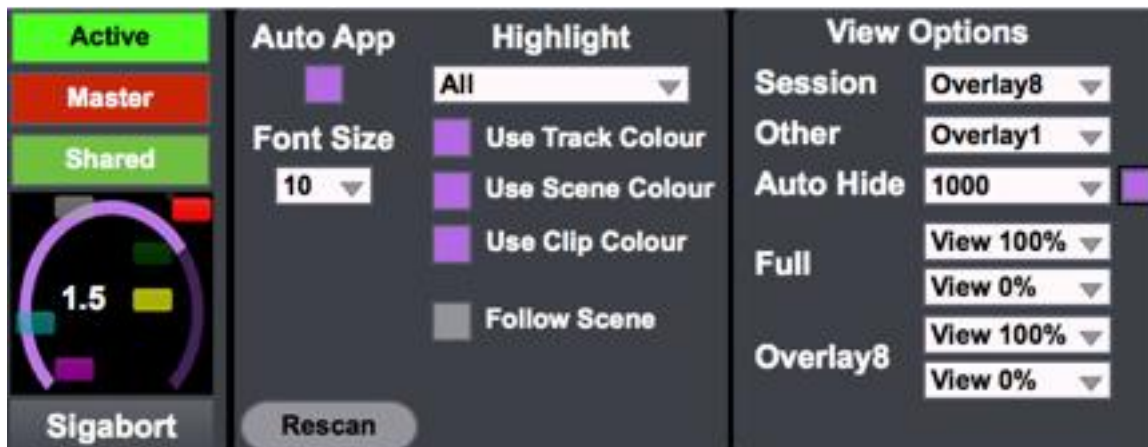 Active
Master
Shared
1.5
Sigabort
Auto App
Font Size
10
Rescan
Highlight
All
Use Track Colour
Use Scene Colour
Use Clip Colour
Follow Scene
View Options
Session Overlay8
Other Overlay1
Auto Hide 1000
Full
View 100%
View 0%
Overlay8
View 100%
View 0%